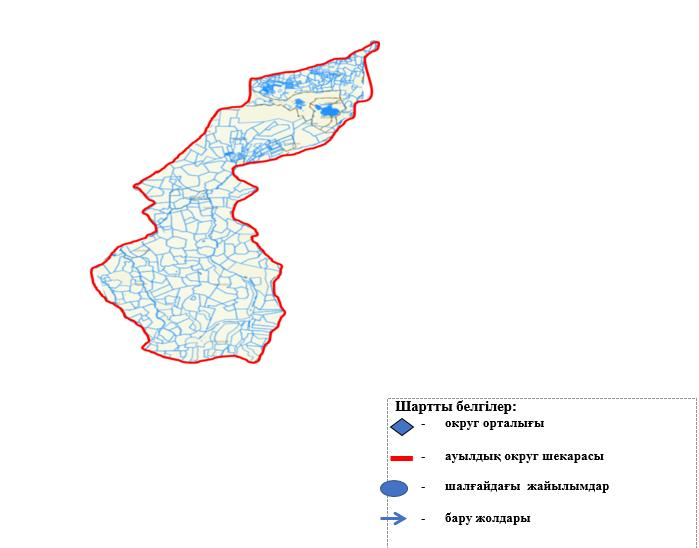 Шартты белгілер:
- округ орталығы
- ауылдық округ шекарасы
- шалғайдағы жайылымдар
- бару жолдары